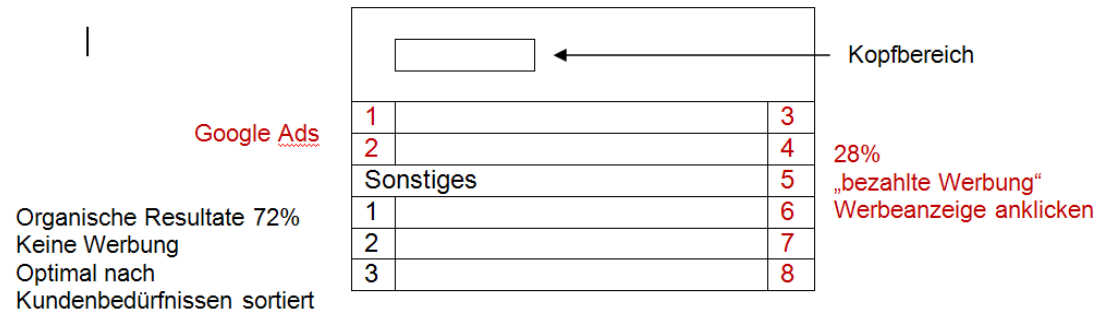 Kopfbereich
Google Ads
1 3
2 4
Sonstiges 5
1 6
2 7
3 8
28%
„bezahlte Werbung“
Werbeanzeige anklicken
Organische Resultate 72%
Keine Werbung
Optimal nach
Kundenbedürfnissen sortiert